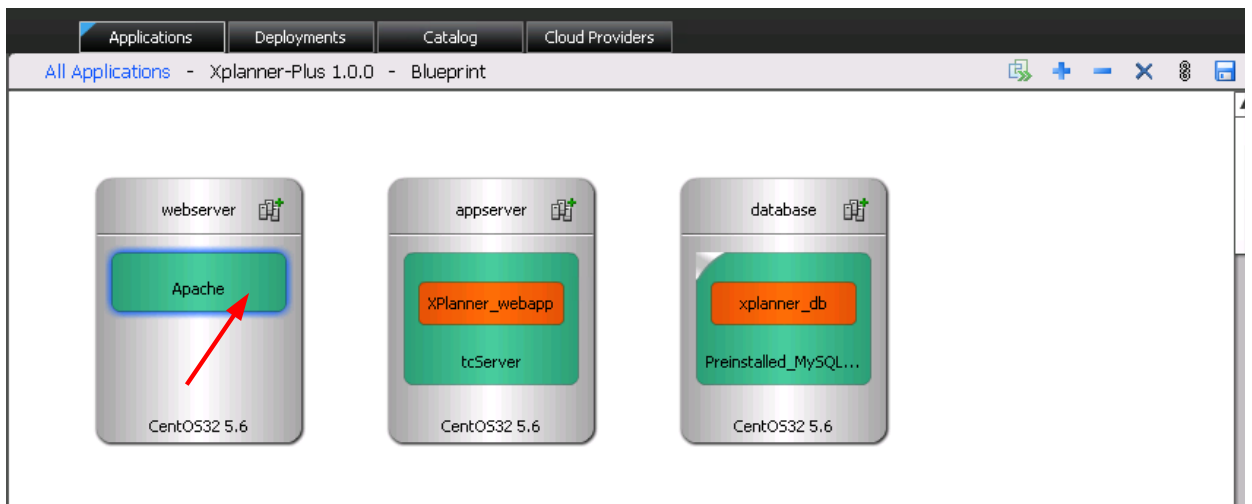 Applications Deployments Catalog Cloud Providers
All Applications - Xplanner-Plus 1.0.0 - Blueprint
webserver
Apache
CentOS32 5.6
appserver
XPlanner_webapp
tcServer
CentOS32 5.6
database
xplanner_db
Preinstalled_MySQL...
CentOS32 5.6